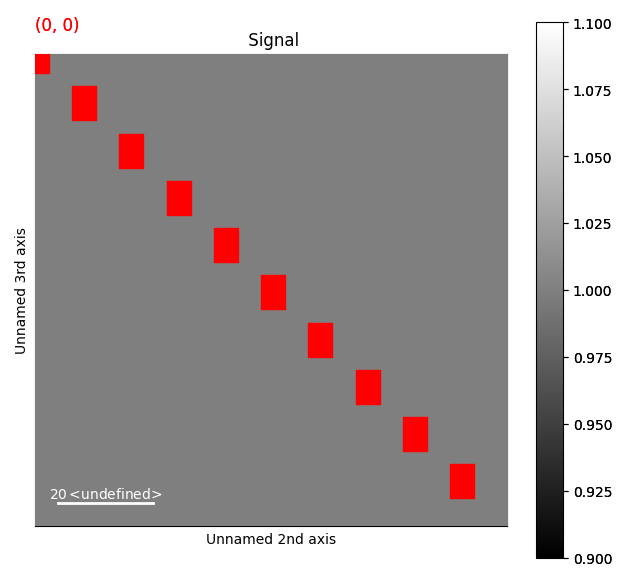 (0, 0)
Signal
Unnamed 3rd axis
20 <undefined>
Unnamed 2nd axis
1.100
1.075
1.050
1.025
1.000
0.975
0.950
0.925
0.900